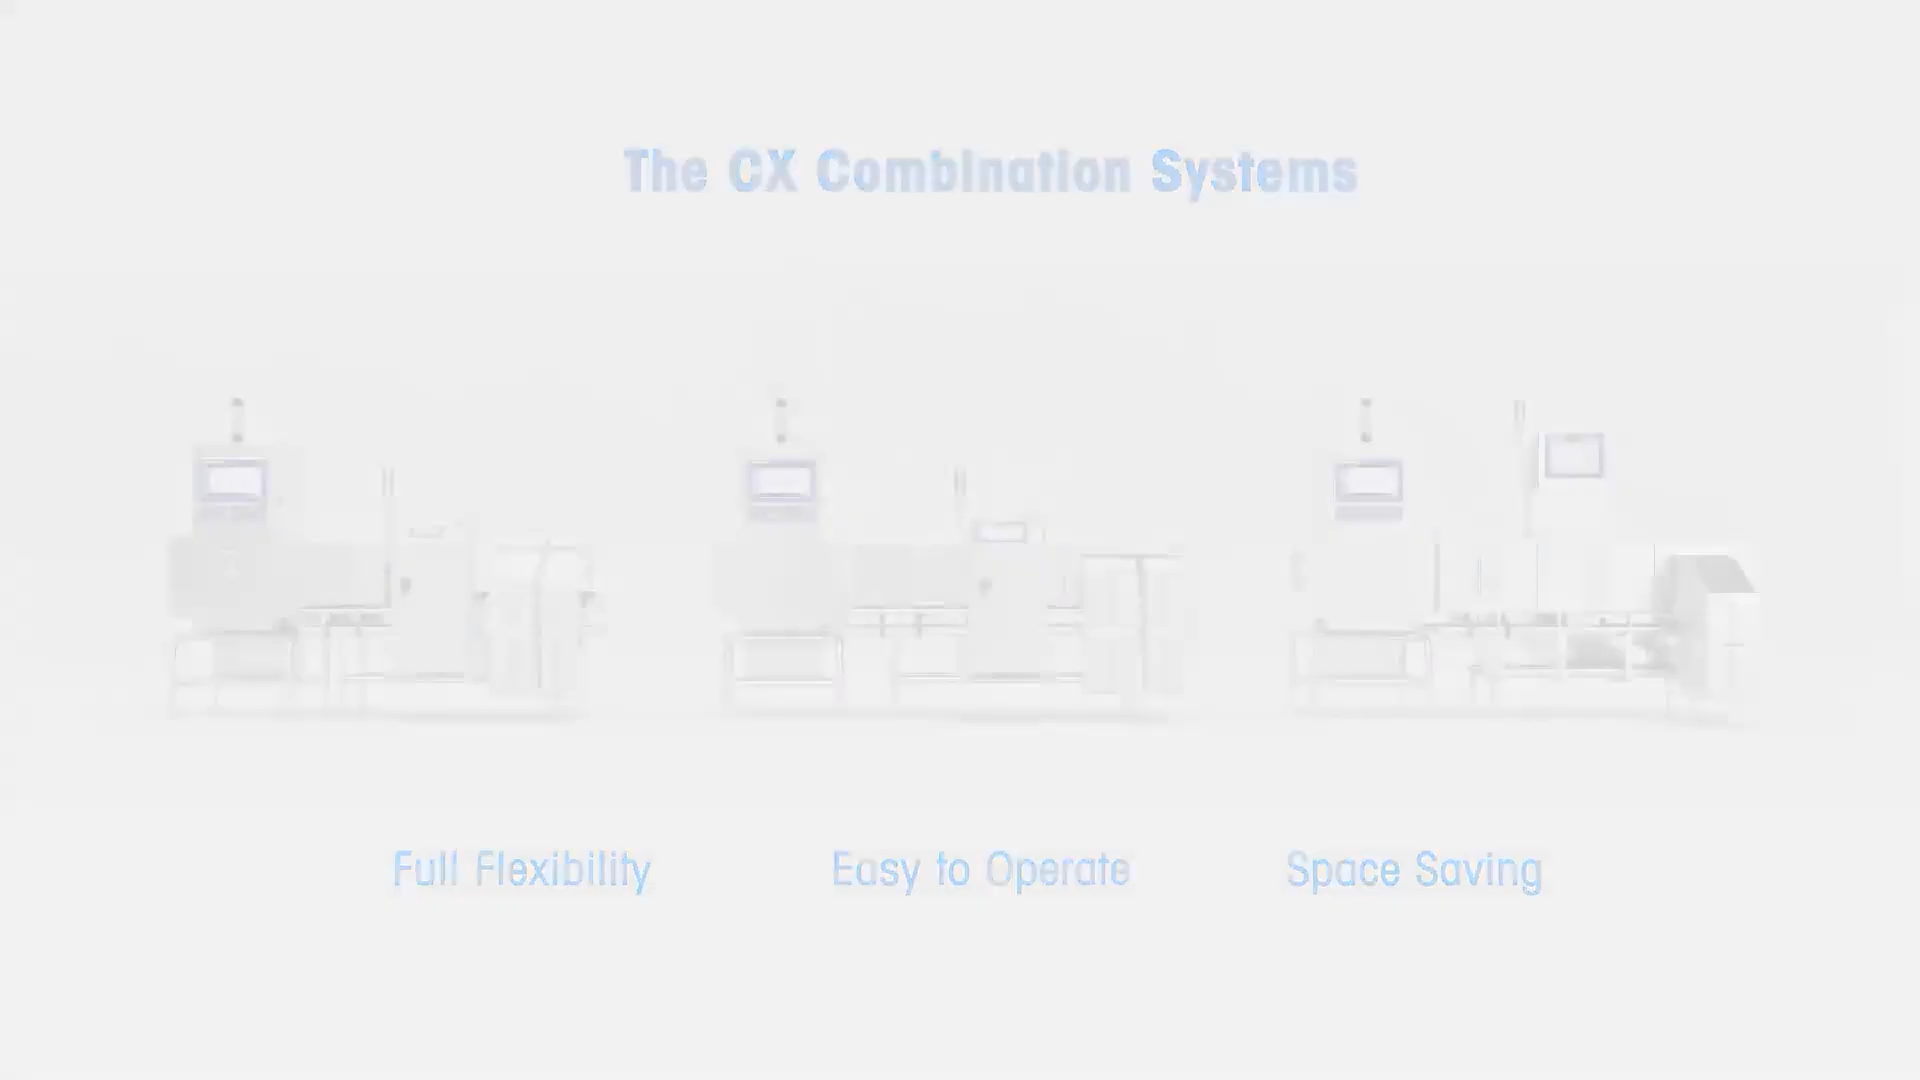 The CX Combination Systems
Full Flexibility
Easy to Operate
Space Saving